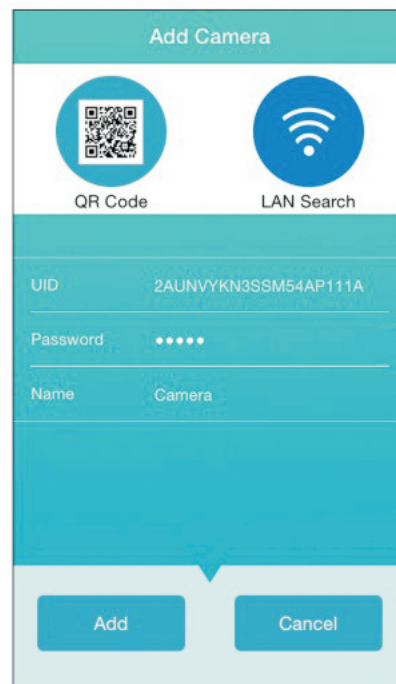 Add Camera
QR Code LAN Search
UID 2AUNVYKN3SSM54AP111A
Password •••••
Name Camera
Add Cancel